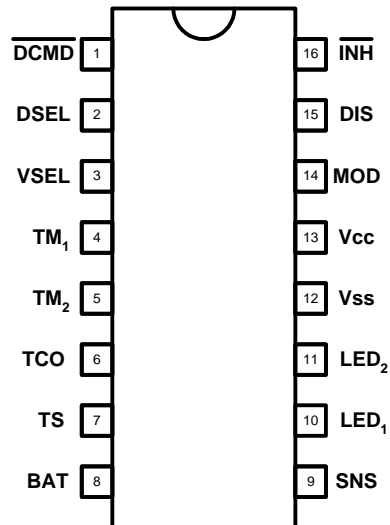 DCMD 1 16 INH
DSEL 2 15 DIS
VSEL 3 14 MOD
TM₁ 4 13 Vcc
TM₂ 5 12 Vss
TCO 6 11 LED₂
TS 7 10 LED₁
BAT 8 9 SNS